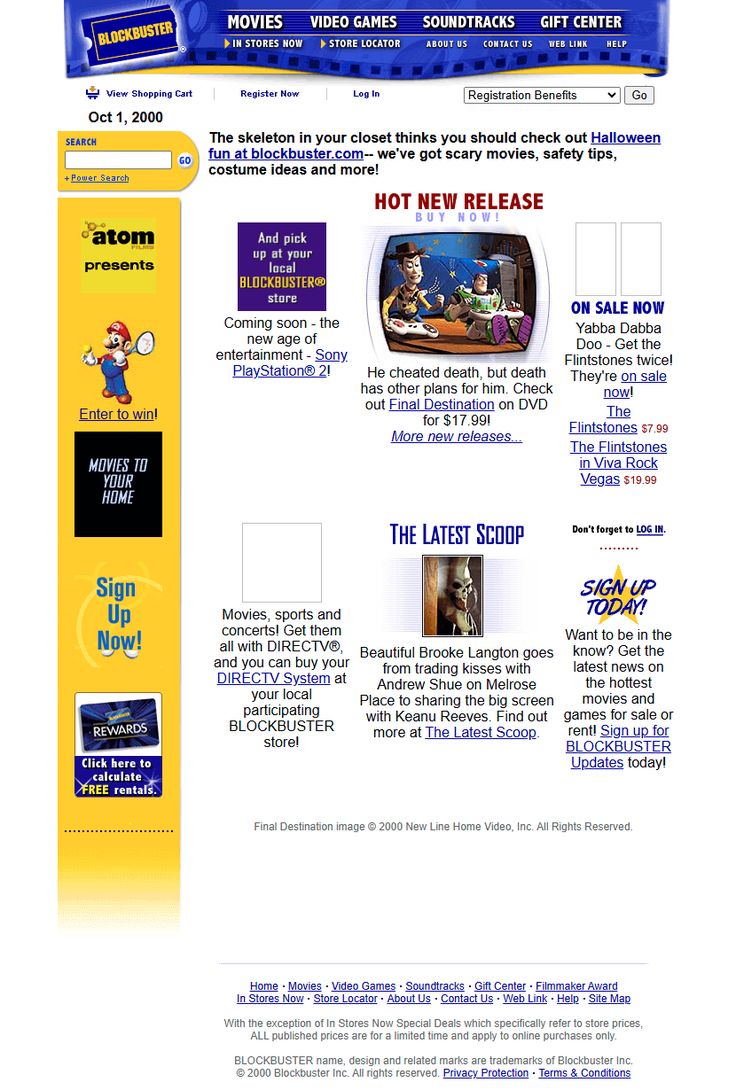 BLOCKBUSTER®
MOVIES VIDEO GAMES SOUNDTRACKS GIFT CENTER
IN STORES NOW STORE LOCATOR ABOUT US CONTACT US WEB LINK HELP
View Shopping Cart Register Now Log In Registration Benefits Go
Oct 1, 2000
SEARCH
GO
+Power Search
The skeleton in your closet thinks you should check out Halloween
fun at blockbuster.com-- we've got scary movies, safety tips,
costume ideas and more!
atom
FILMS
presents
Enter to win!
MOVIES TO
YOUR
HOME
Sign
Up
Now!
BLOCKBUSTER
REWARDS
Click here to
calculate
FREE rentals.
And pick
up at your
local
BLOCKBUSTER®
store
Coming soon - the
new age of
entertainment - Sony
PlayStation® 2!
HOT NEW RELEASE
BUY NOW!
He cheated death, but death
has other plans for him. Check
out Final Destination on DVD
for $17.99!
More new releases...
ON SALE NOW
Yabba Dabba
Doo - Get the
Flintstones twice!
They're on sale
now!
The
Flintstones $7.99
The Flintstones
in Viva Rock
Vegas $19.99
Movies, sports and
concerts! Get them
all with DIRECTV®,
and you can buy your
DIRECTV System at
your local
participating
BLOCKBUSTER
store!
THE LATEST SCOOP
Beautiful Brooke Langton goes
from trading kisses with
Andrew Shue on Melrose
Place to sharing the big screen
with Keanu Reeves. Find out
more at The Latest Scoop.
Don't forget to LOG IN.
SIGN UP
TODAY!
Want to be in the
know? Get the
latest news on
the hottest
movies and
games for sale or
rent! Sign up for
BLOCKBUSTER
Updates today!
Final Destination image © 2000 New Line Home Video, Inc. All Rights Reserved.
Home · Movies · Video Games · Soundtracks · Gift Center · Filmmaker Award
In Stores Now · Store Locator · About Us · Contact Us · Web Link · Help · Site Map
With the exception of In Stores Now Special Deals which specifically refer to store prices,
ALL published prices are for a limited time and apply to online purchases only.
BLOCKBUSTER name, design and related marks are trademarks of Blockbuster Inc.
© 2000 Blockbuster Inc. All rights reserved. Privacy Protection · Terms & Conditions